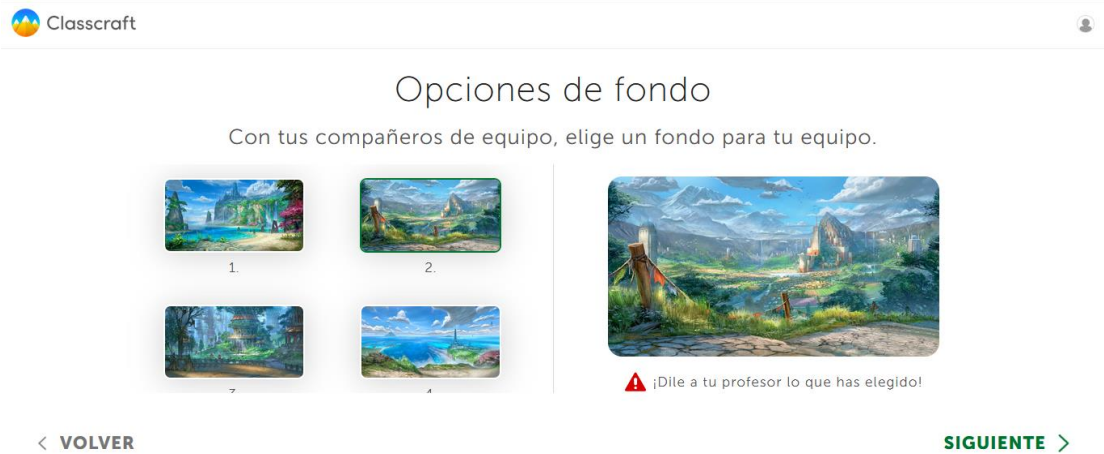 Classcraft
Opciones de fondo
Con tus compañeros de equipo, elige un fondo para tu equipo.
1.
2.
¡Dile a tu profesor lo que has elegido!
VOLVER
SIGUIENTE